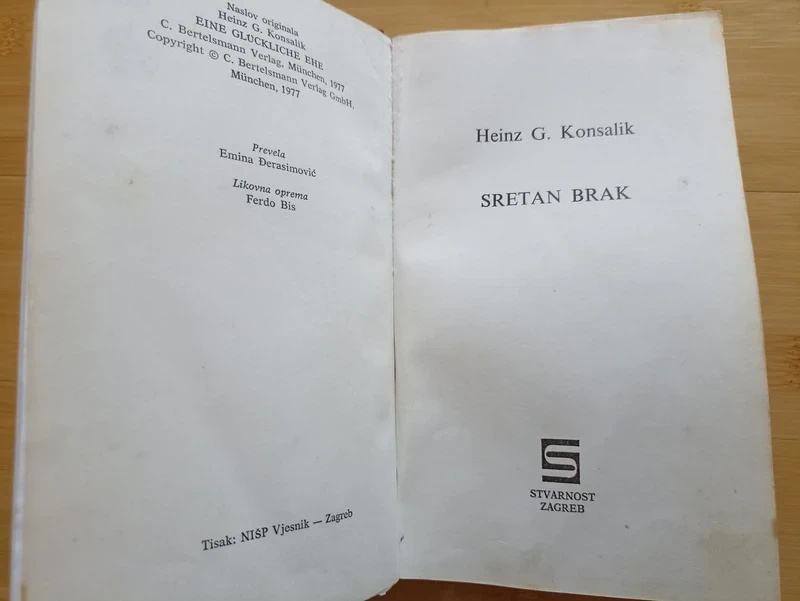 Naslov originala
Heinz G. Konsalik
EINE GLÜCKLICHE EHE
C. Bertelsmann Verlag, München, 1977
Copyright © C. Bertelsmann Verlag GmbH,
München, 1977
Prevela
Emina Đerasimović
Likovna oprema
Ferdo Bis
Tisak: NIŠP Vjesnik — Zagreb
Heinz G. Konsalik
SRETAN BRAK
STVARNOST
ZAGREB